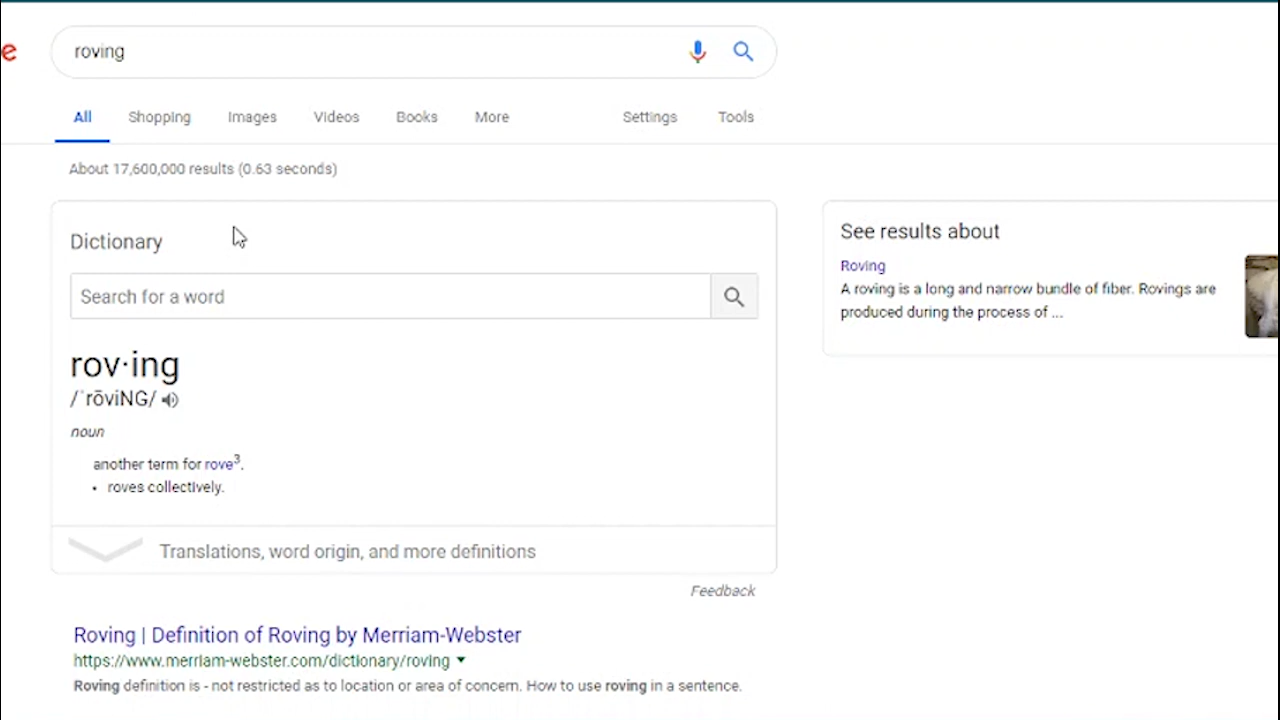 e
roving
All Shopping Images Videos Books More Settings Tools
About 17,600,000 results (0.63 seconds)
Dictionary
Search for a word
rov·ing
/ˈrōviNG/
noun
another term for rove³.
• roves collectively.
Translations, word origin, and more definitions
Feedback
Roving | Definition of Roving by Merriam-Webster
https://www.merriam-webster.com/dictionary/roving
Roving definition is - not restricted as to location or area of concern. How to use roving in a sentence.
See results about
Roving
A roving is a long and narrow bundle of fiber. Rovings are
produced during the process of ...